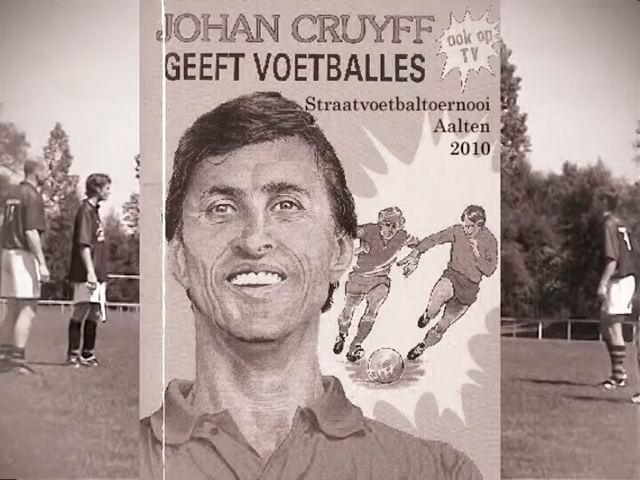 JOHAN CRUYFF
GEEFT VOETBALLES
ook op
TV
Straatvoetbaltoernooi
Aalten
2010